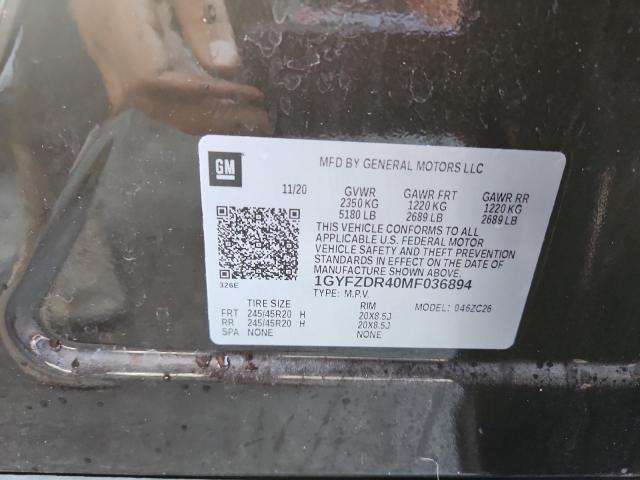 GM
MFD BY GENERAL MOTORS LLC
11/20 GVWR GAWR FRT GAWR RR
2350 KG 1220 KG 1220 KG
5180 LB 2689 LB 2689 LB
THIS VEHICLE CONFORMS TO ALL
APPLICABLE U.S. FEDERAL MOTOR
VEHICLE SAFETY AND THEFT PREVENTION
STANDARDS IN EFFECT ON THE DATE OF
MANUFACTURE SHOWN ABOVE.
326E
1GYFZDR40MF036894
TYPE: M.P.V. MODEL: 046ZC26
TIRE SIZE RIM
FRT 245/45R20 H 20X8.5J
RR 245/45R20 H 20X8.5J
SPA NONE NONE